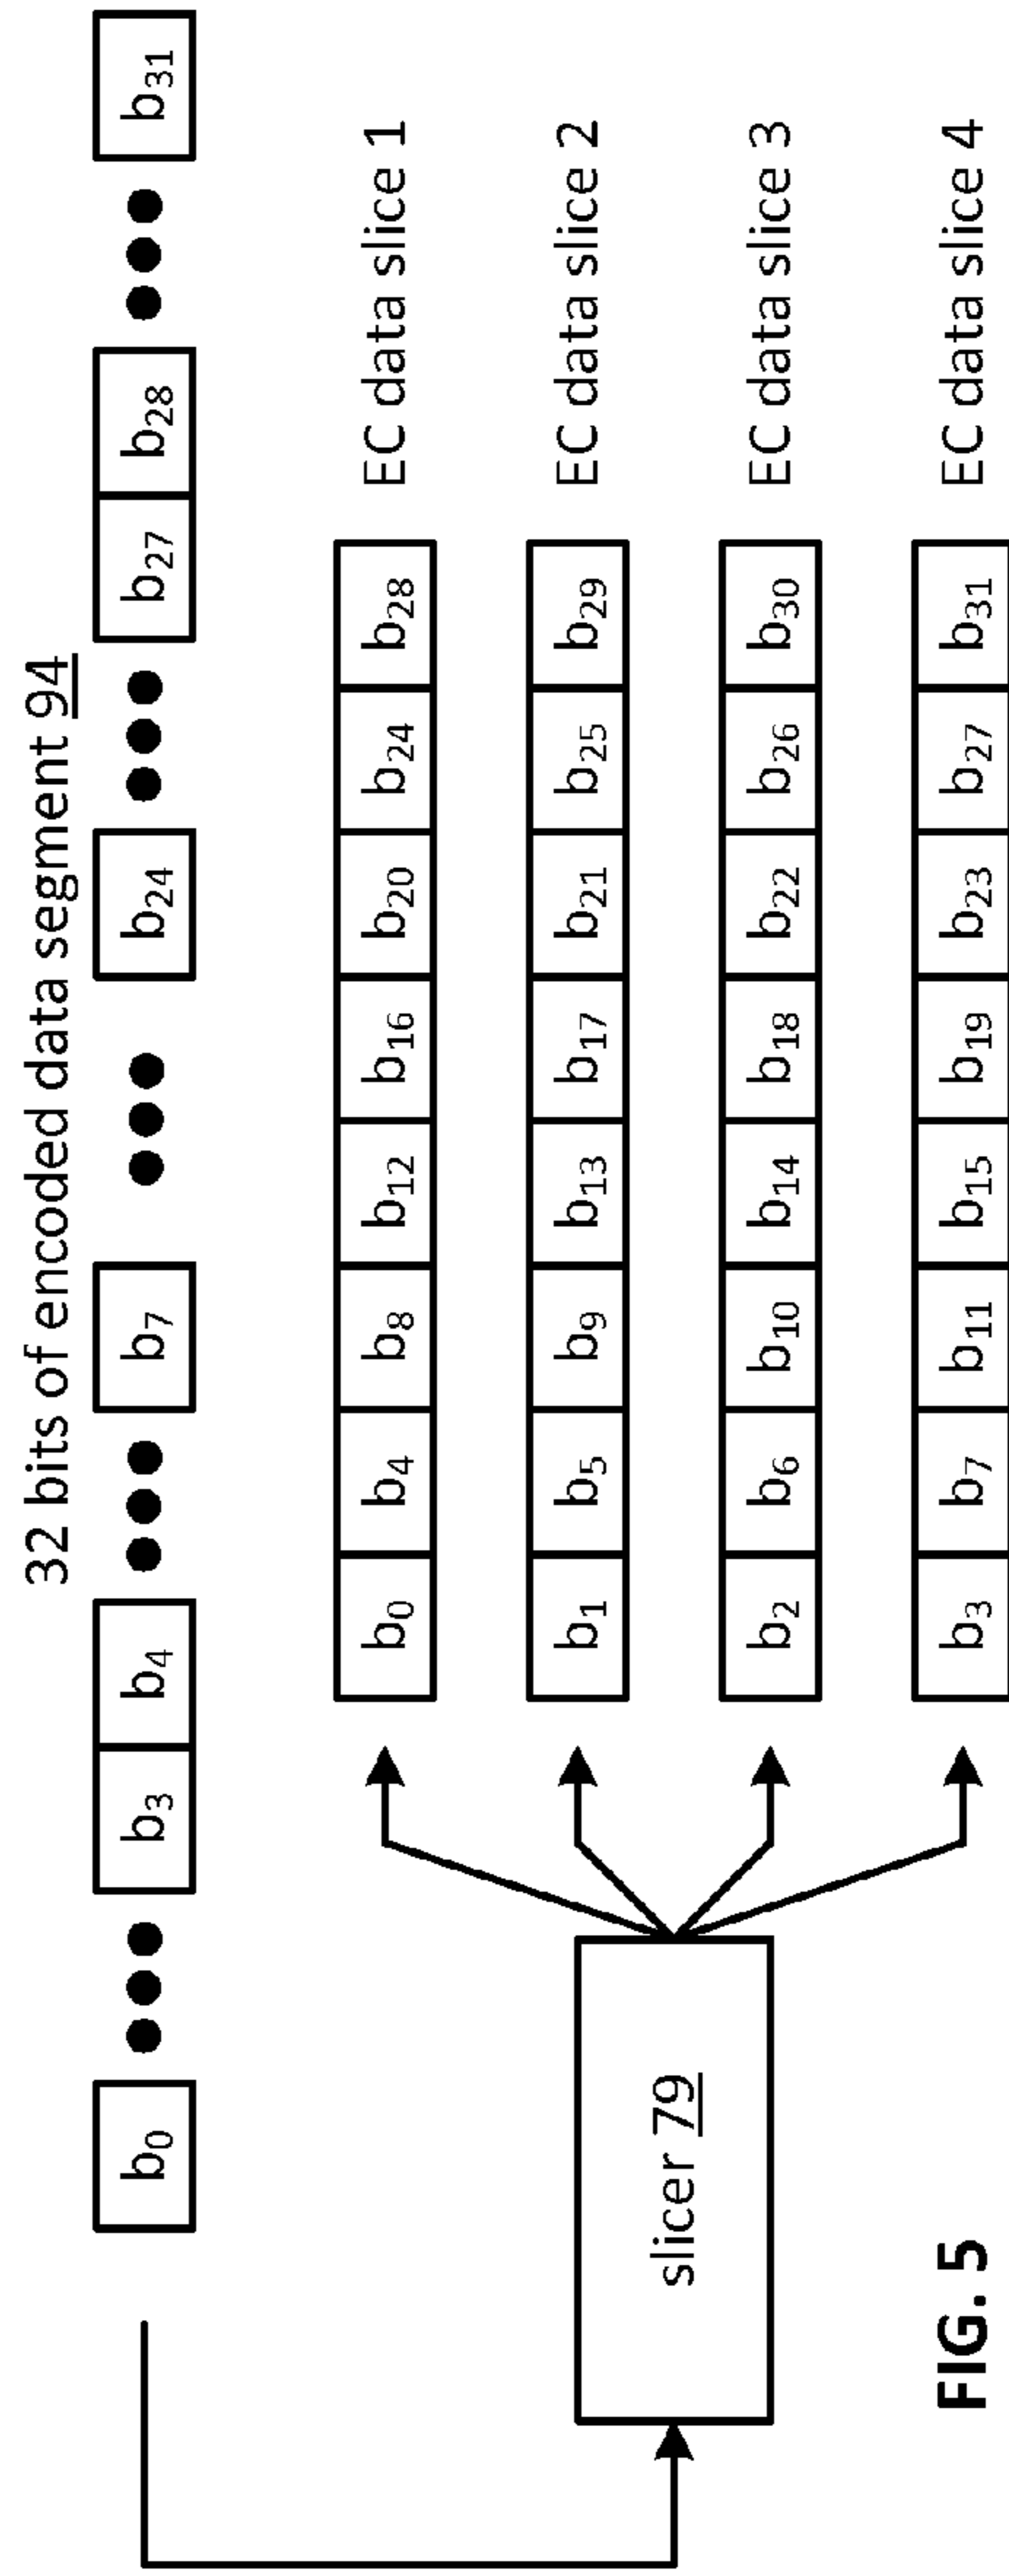 32 bits of encoded data segment 94
b0 b3 b4 b7 b24 b27 b28 b31
b0 b4 b8 b12 b16 b20 b24 b28 EC data slice 1
b1 b5 b9 b13 b17 b21 b25 b29 EC data slice 2
slicer 79
b2 b6 b10 b14 b18 b22 b26 b30 EC data slice 3
b3 b7 b11 b15 b19 b23 b27 b31 EC data slice 4
FIG. 5